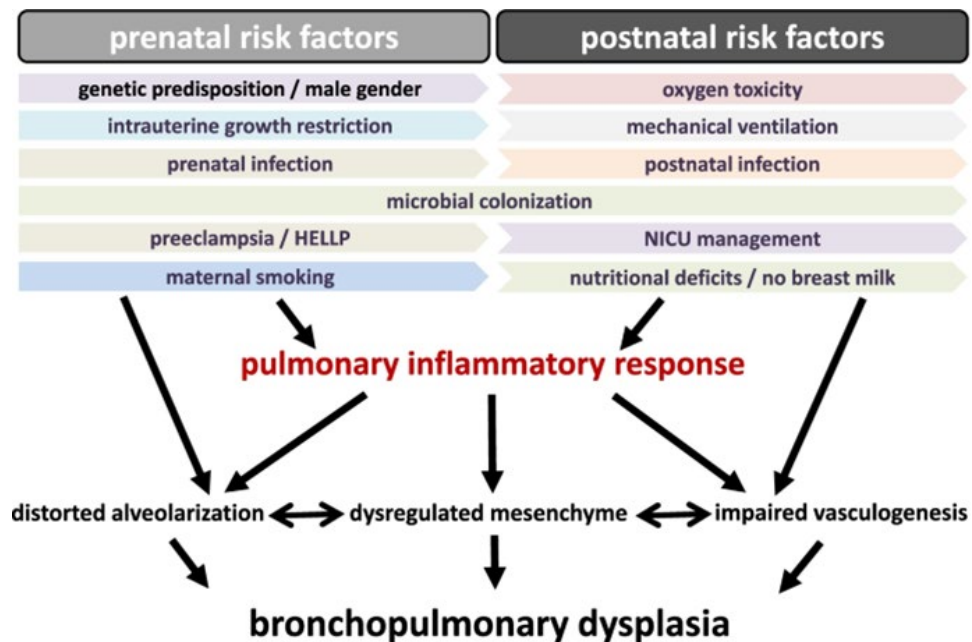 prenatal risk factors
postnatal risk factors
genetic predisposition / male gender
oxygen toxicity
intrauterine growth restriction
mechanical ventilation
prenatal infection
postnatal infection
microbial colonization
preeclampsia / HELLP
NICU management
maternal smoking
nutritional deficits / no breast milk
pulmonary inflammatory response
distorted alveolarization
dysregulated mesenchyme
impaired vasculogenesis
bronchopulmonary dysplasia